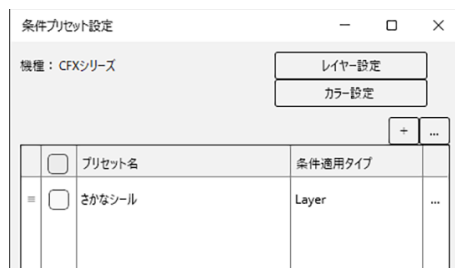 条件プリセット設定
機種： CFXシリーズ
レイヤー設定
カラー設定
+ ...
プリセット名 条件適用タイプ
さかなシール Layer ...